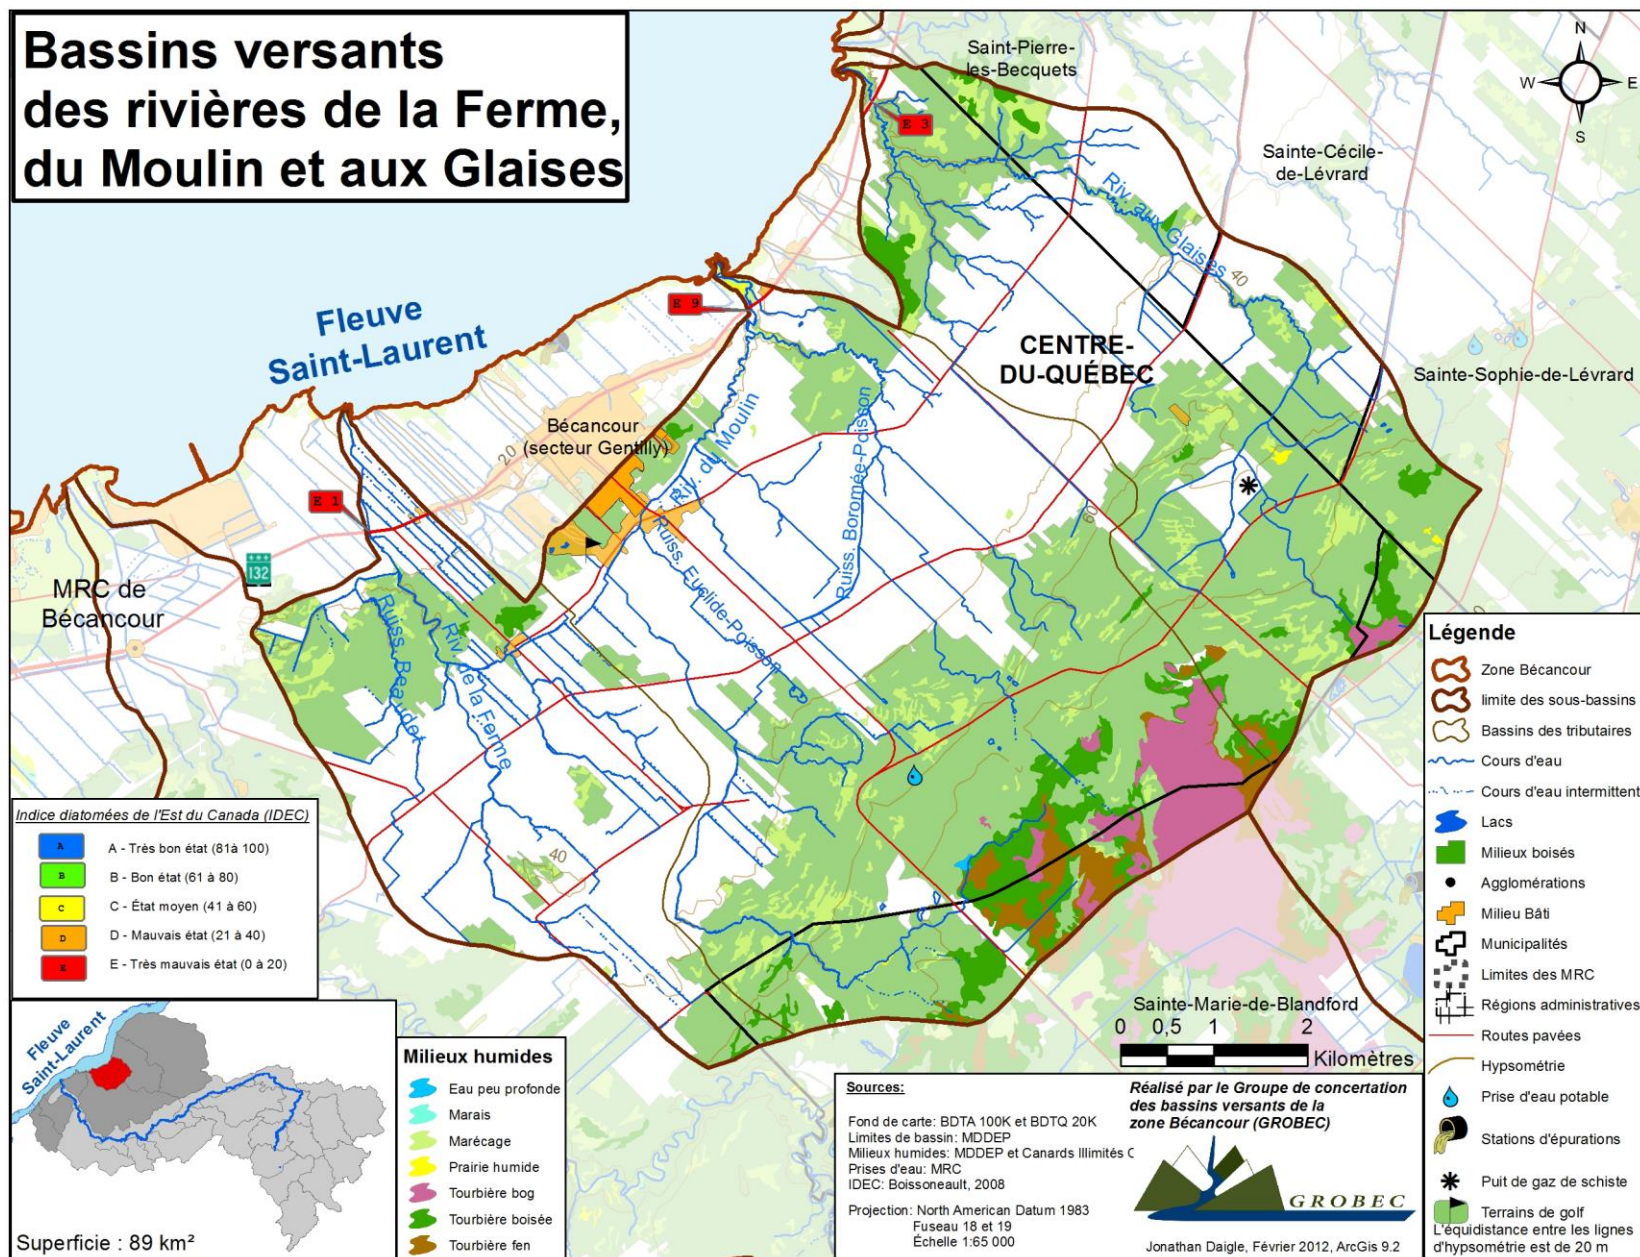 Bassins versants
des rivières de la Ferme,
du Moulin et aux Glaises
Saint-Pierre-
les-Becquets
N
W
E
S
E 3
Sainte-Cécile-
de-Lévrard
Riv. aux Glaises
40
E 9
Fleuve
Saint-Laurent
CENTRE-
DU-QUÉBEC
Sainte-Sophie-de-Lévrard
Bécancour
(secteur Gentilly)
20
Riv. du Moulin
Ruiss. Boromée-Poisson
E 1
60
Ruiss. Euclide-Poisson
132
MRC de
Bécancour
Ruiss. Beaudet
Riv. de la Ferme
40
Sainte-Marie-de-Blandford
0 0,5 1 2
Kilomètres
Indice diatomées de l'Est du Canada (IDEC)
A A - Très bon état (81à 100)
B B - Bon état (61 à 80)
C C - État moyen (41 à 60)
D D - Mauvais état (21 à 40)
E E - Très mauvais état (0 à 20)
Fleuve
Saint-Laurent
Superficie : 89 km²
Milieux humides
Eau peu profonde
Marais
Marécage
Prairie humide
Tourbière bog
Tourbière boisée
Tourbière fen
Sources:
Fond de carte: BDTA 100K et BDTQ 20K
Limites de bassin: MDDEP
Milieux humides: MDDEP et Canards Illimités C
Prises d'eau: MRC
IDEC: Boissoneault, 2008
Projection: North American Datum 1983
Fuseau 18 et 19
Échelle 1:65 000
Réalisé par le Groupe de concertation
des bassins versants de la
zone Bécancour (GROBEC)
GROBEC
Jonathan Daigle, Février 2012, ArcGis 9.2
Légende
Zone Bécancour
limite des sous-bassins
Bassins des tributaires
Cours d'eau
Cours d'eau intermittent
Lacs
Milieux boisés
Agglomérations
Milieu Bâti
Municipalités
Limites des MRC
Régions administratives
Routes pavées
Hypsométrie
Prise d'eau potable
Stations d'épurations
Puit de gaz de schiste
Terrains de golf
L'équidistance entre les lignes
d'hypsométrie est de 20 m